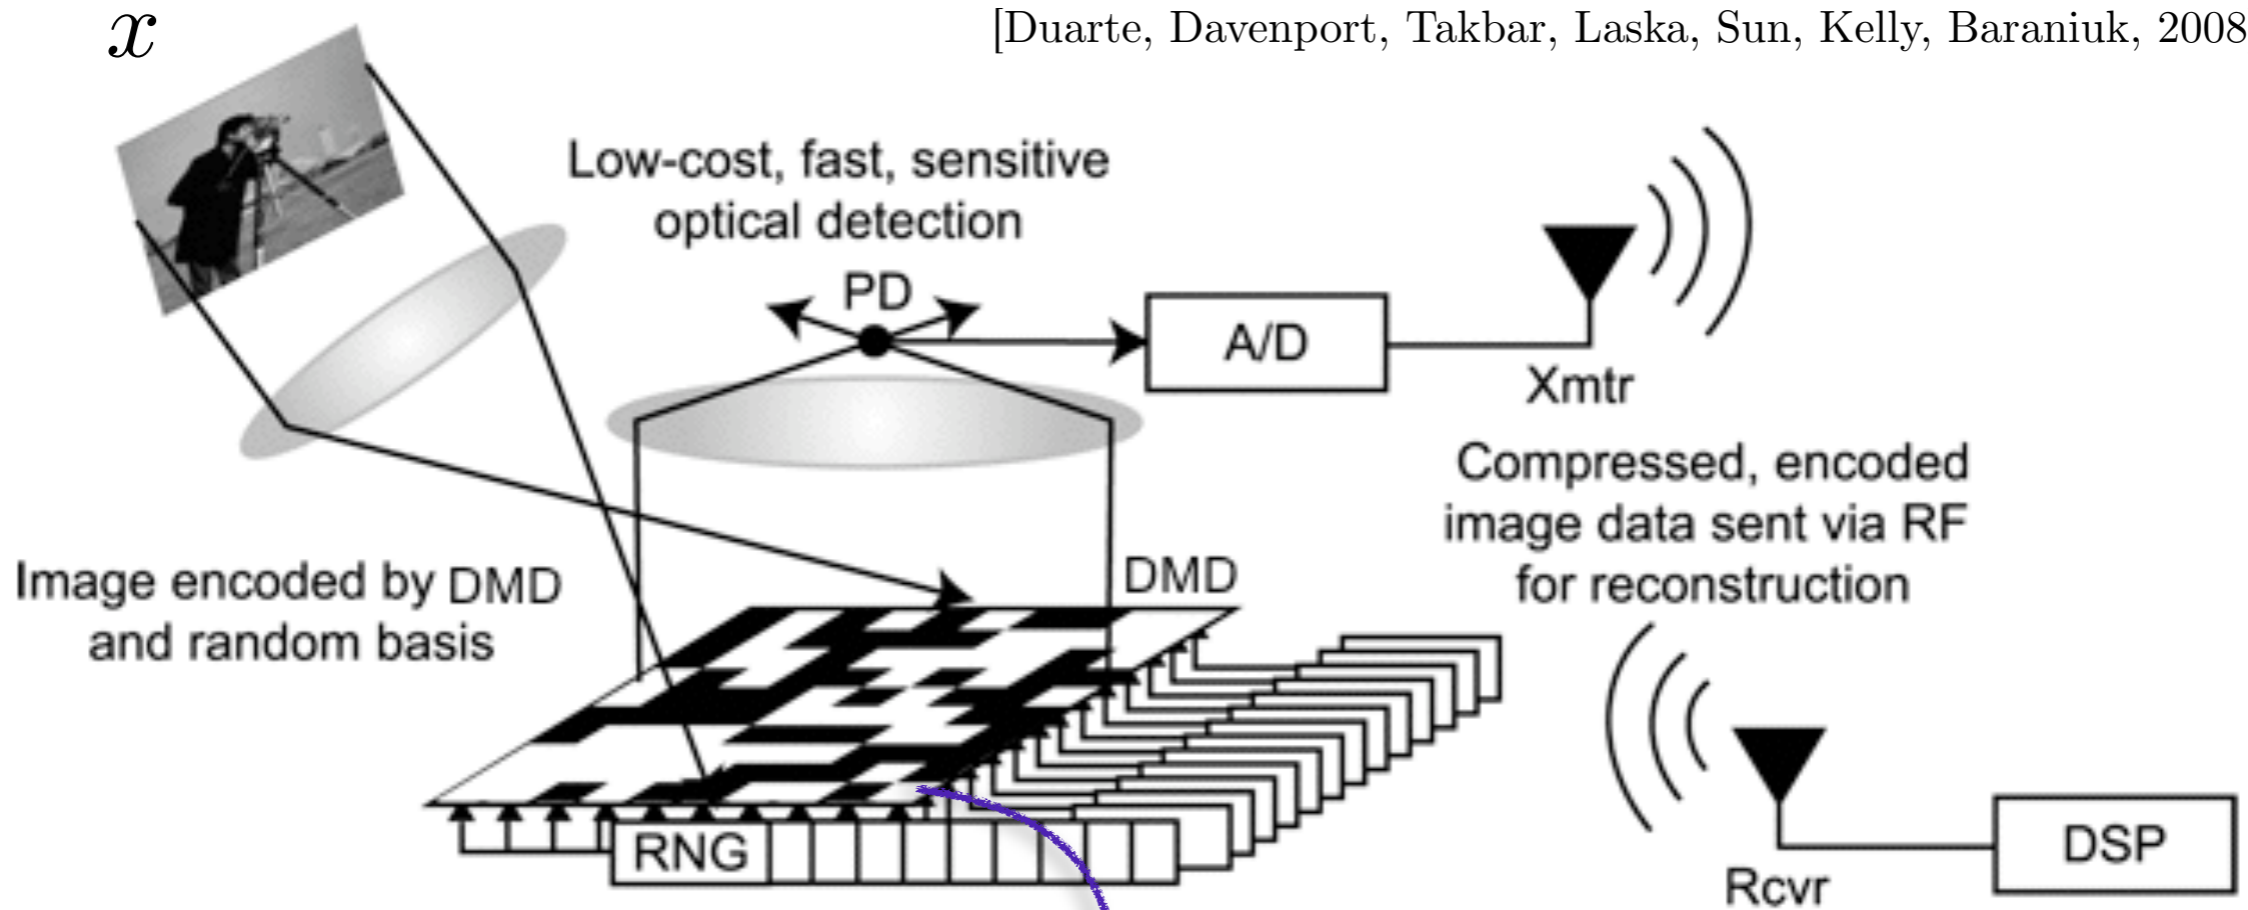 x
[Duarte, Davenport, Takbar, Laska, Sun, Kelly, Baraniuk, 2008
Low-cost, fast, sensitive
optical detection
PD
A/D
Xmtr
Compressed, encoded
image data sent via RF
for reconstruction
Image encoded by DMD
and random basis
DMD
RNG
DSP
Rcvr